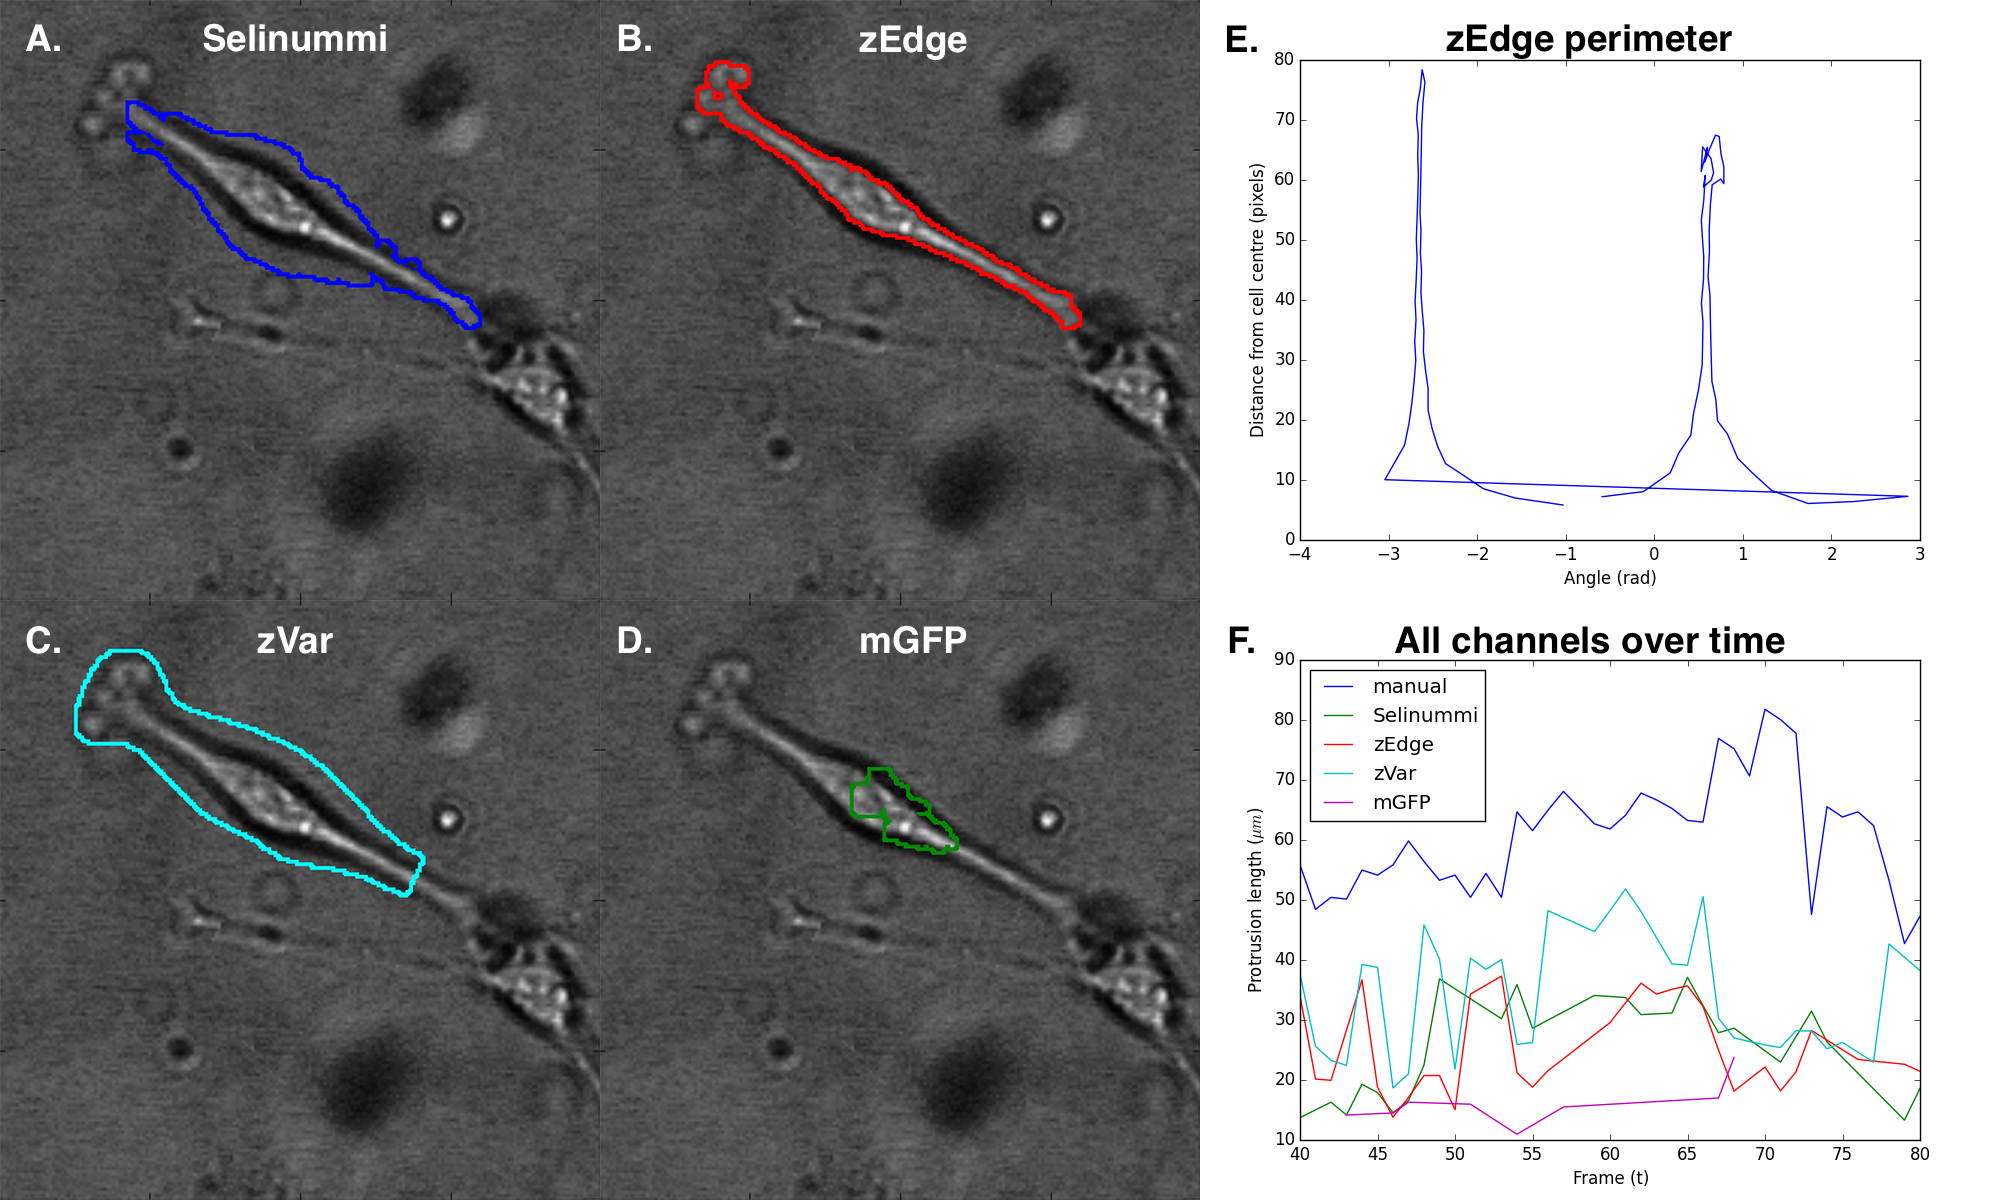 A. Selinummi
B. zEdge
C. zVar
D. mGFP
E. zEdge perimeter
80
70
60
50
40
30
20
10
0
Distance from cell centre (pixels)
−4 −3 −2 −1 0 1 2 3
Angle (rad)
F. All channels over time
90
80
70
60
50
40
30
20
10
Protrusion length (μm)
manual
Selinummi
zEdge
zVar
mGFP
40 45 50 55 60 65 70 75 80
Frame (t)